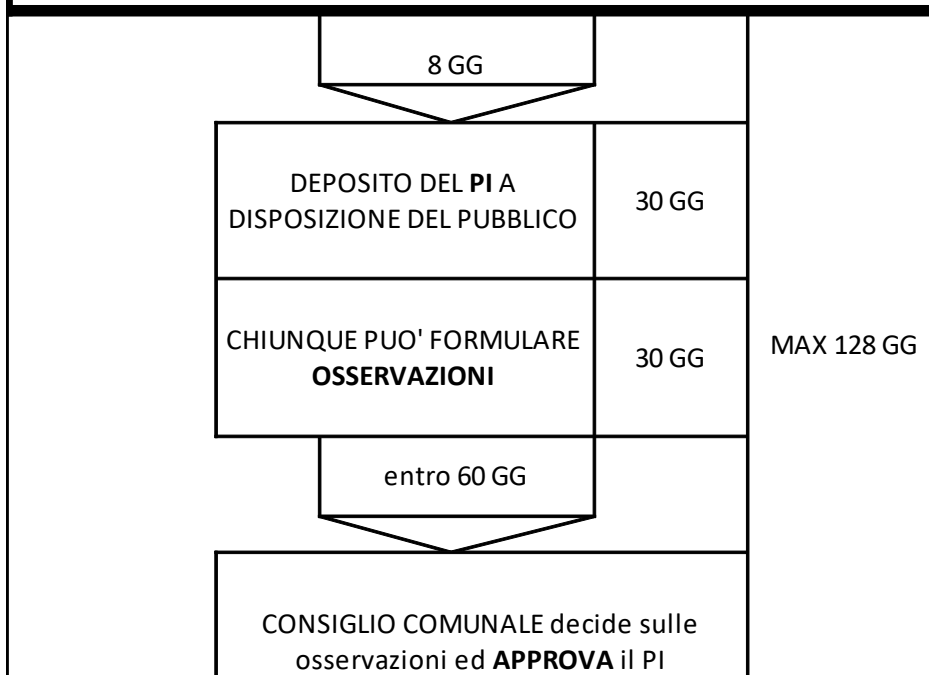 8 GG
DEPOSITO DEL PI A
DISPOSIZIONE DEL PUBBLICO
30 GG
CHIUNQUE PUO' FORMULARE
OSSERVAZIONI
30 GG
MAX 128 GG
entro 60 GG
CONSIGLIO COMUNALE decide sulle
osservazioni ed APPROVA il PI